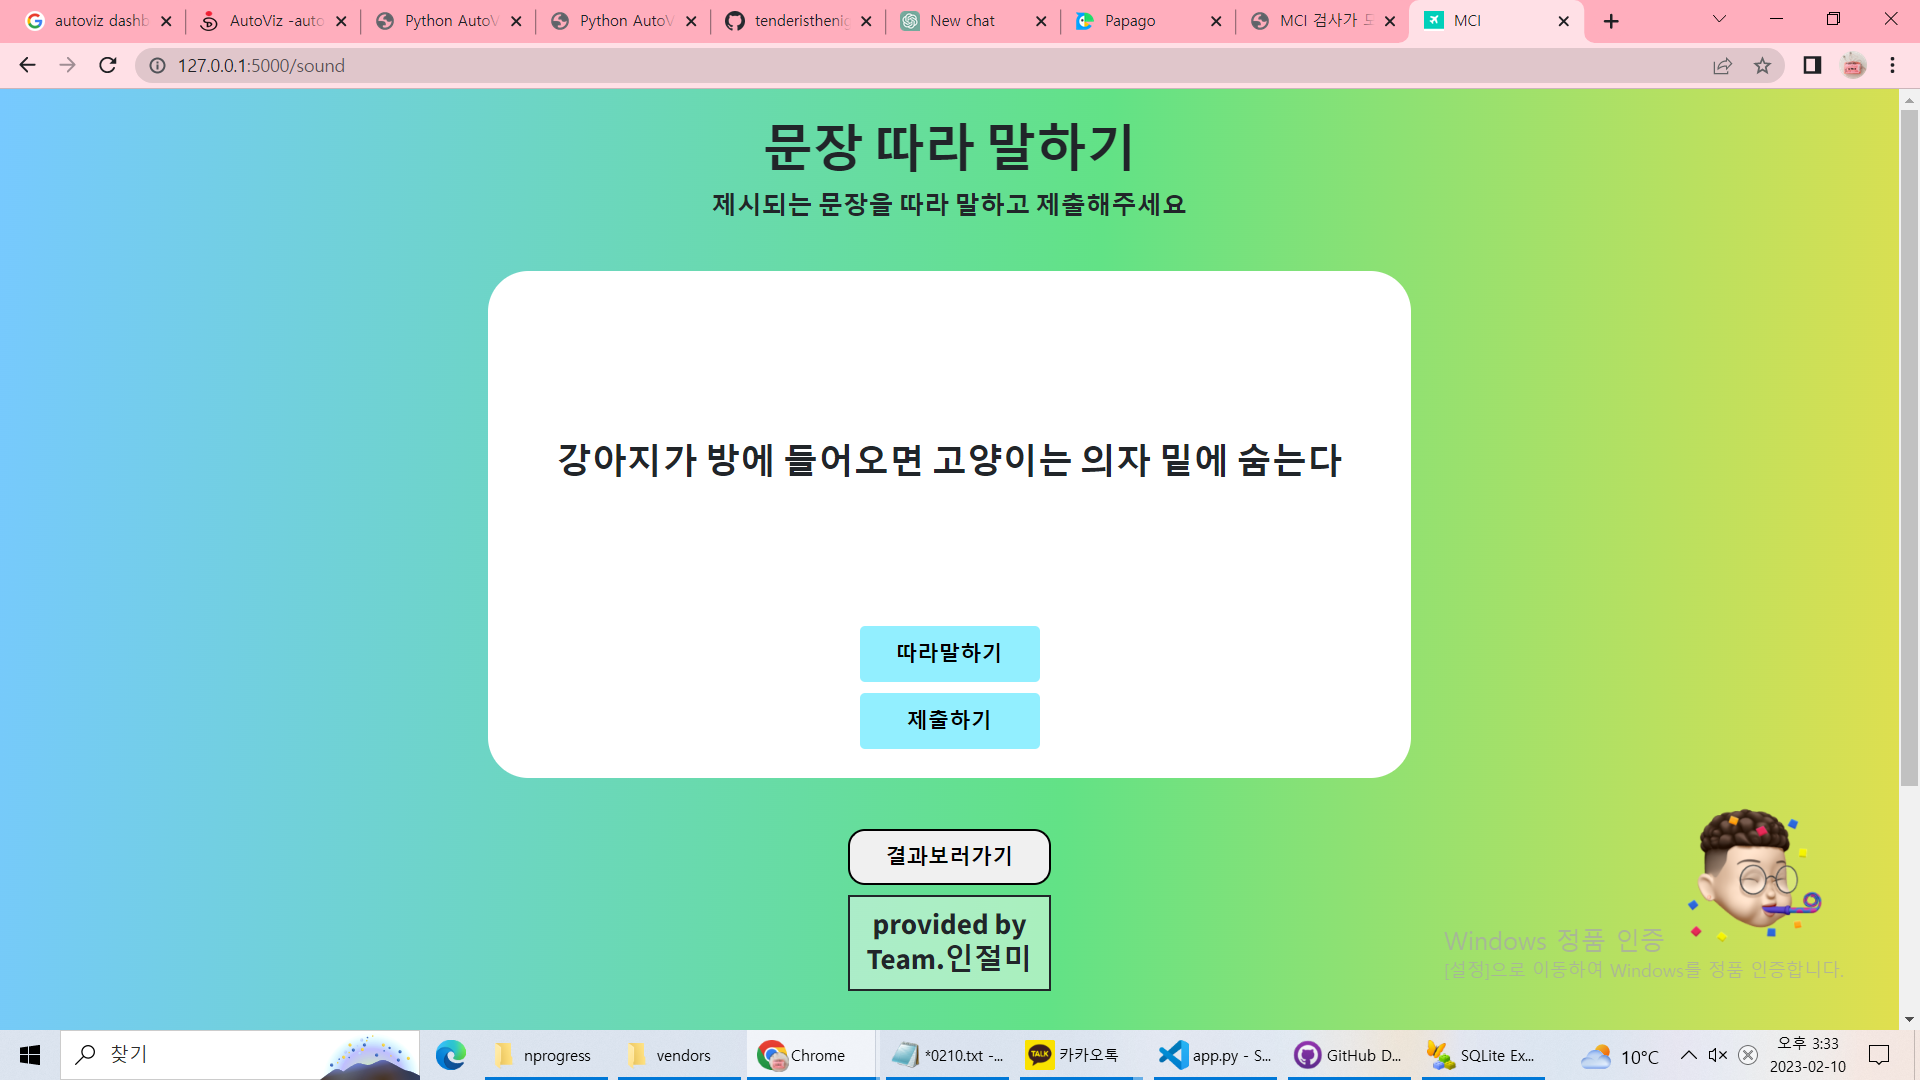 autoviz dashb
AutoViz -auto
Python AutoV
Python AutoV
tenderisthenig
New chat
Papago
MCI 검사가 도
MCI
127.0.0.1:5000/sound
문장 따라 말하기
제시되는 문장을 따라 말하고 제출해주세요
강아지가 방에 들어오면 고양이는 의자 밑에 숨는다
따라말하기
제출하기
결과보러가기
provided by
Team.인절미
Windows 정품 인증
[설정]으로 이동하여 Windows를 정품 인증합니다.
찾기
nprogress
vendors
Chrome
*0210.txt -...
TALK
카카오톡
app.py - S...
GitHub D...
SQLite Ex...
10°C
오후 3:33
2023-02-10